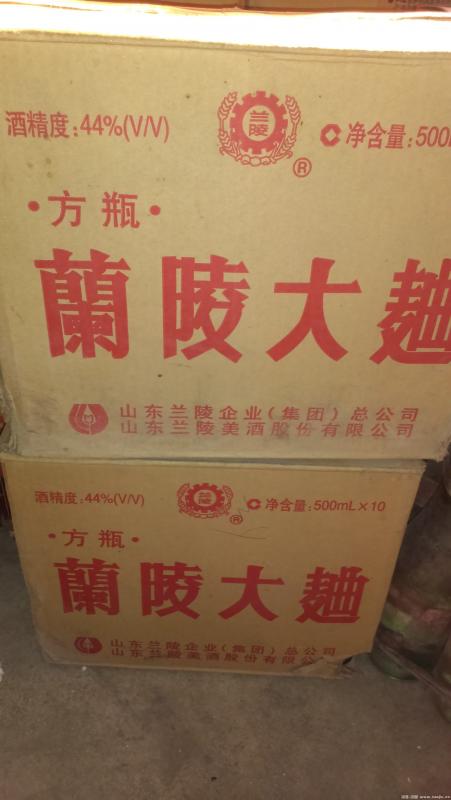 酒精度:44%(V/V)
兰陵
®
净含量:500
·方瓶·
蘭陵大麯
山东兰陵企业(集团)总公司
山东兰陵美酒股份有限公司
酒精度:44%(V/V)
兰陵
®
净含量:500mL×10
·方瓶·
蘭陵大麯
山东兰陵企业(集团)总公司
山东兰陵美酒股份有限公司